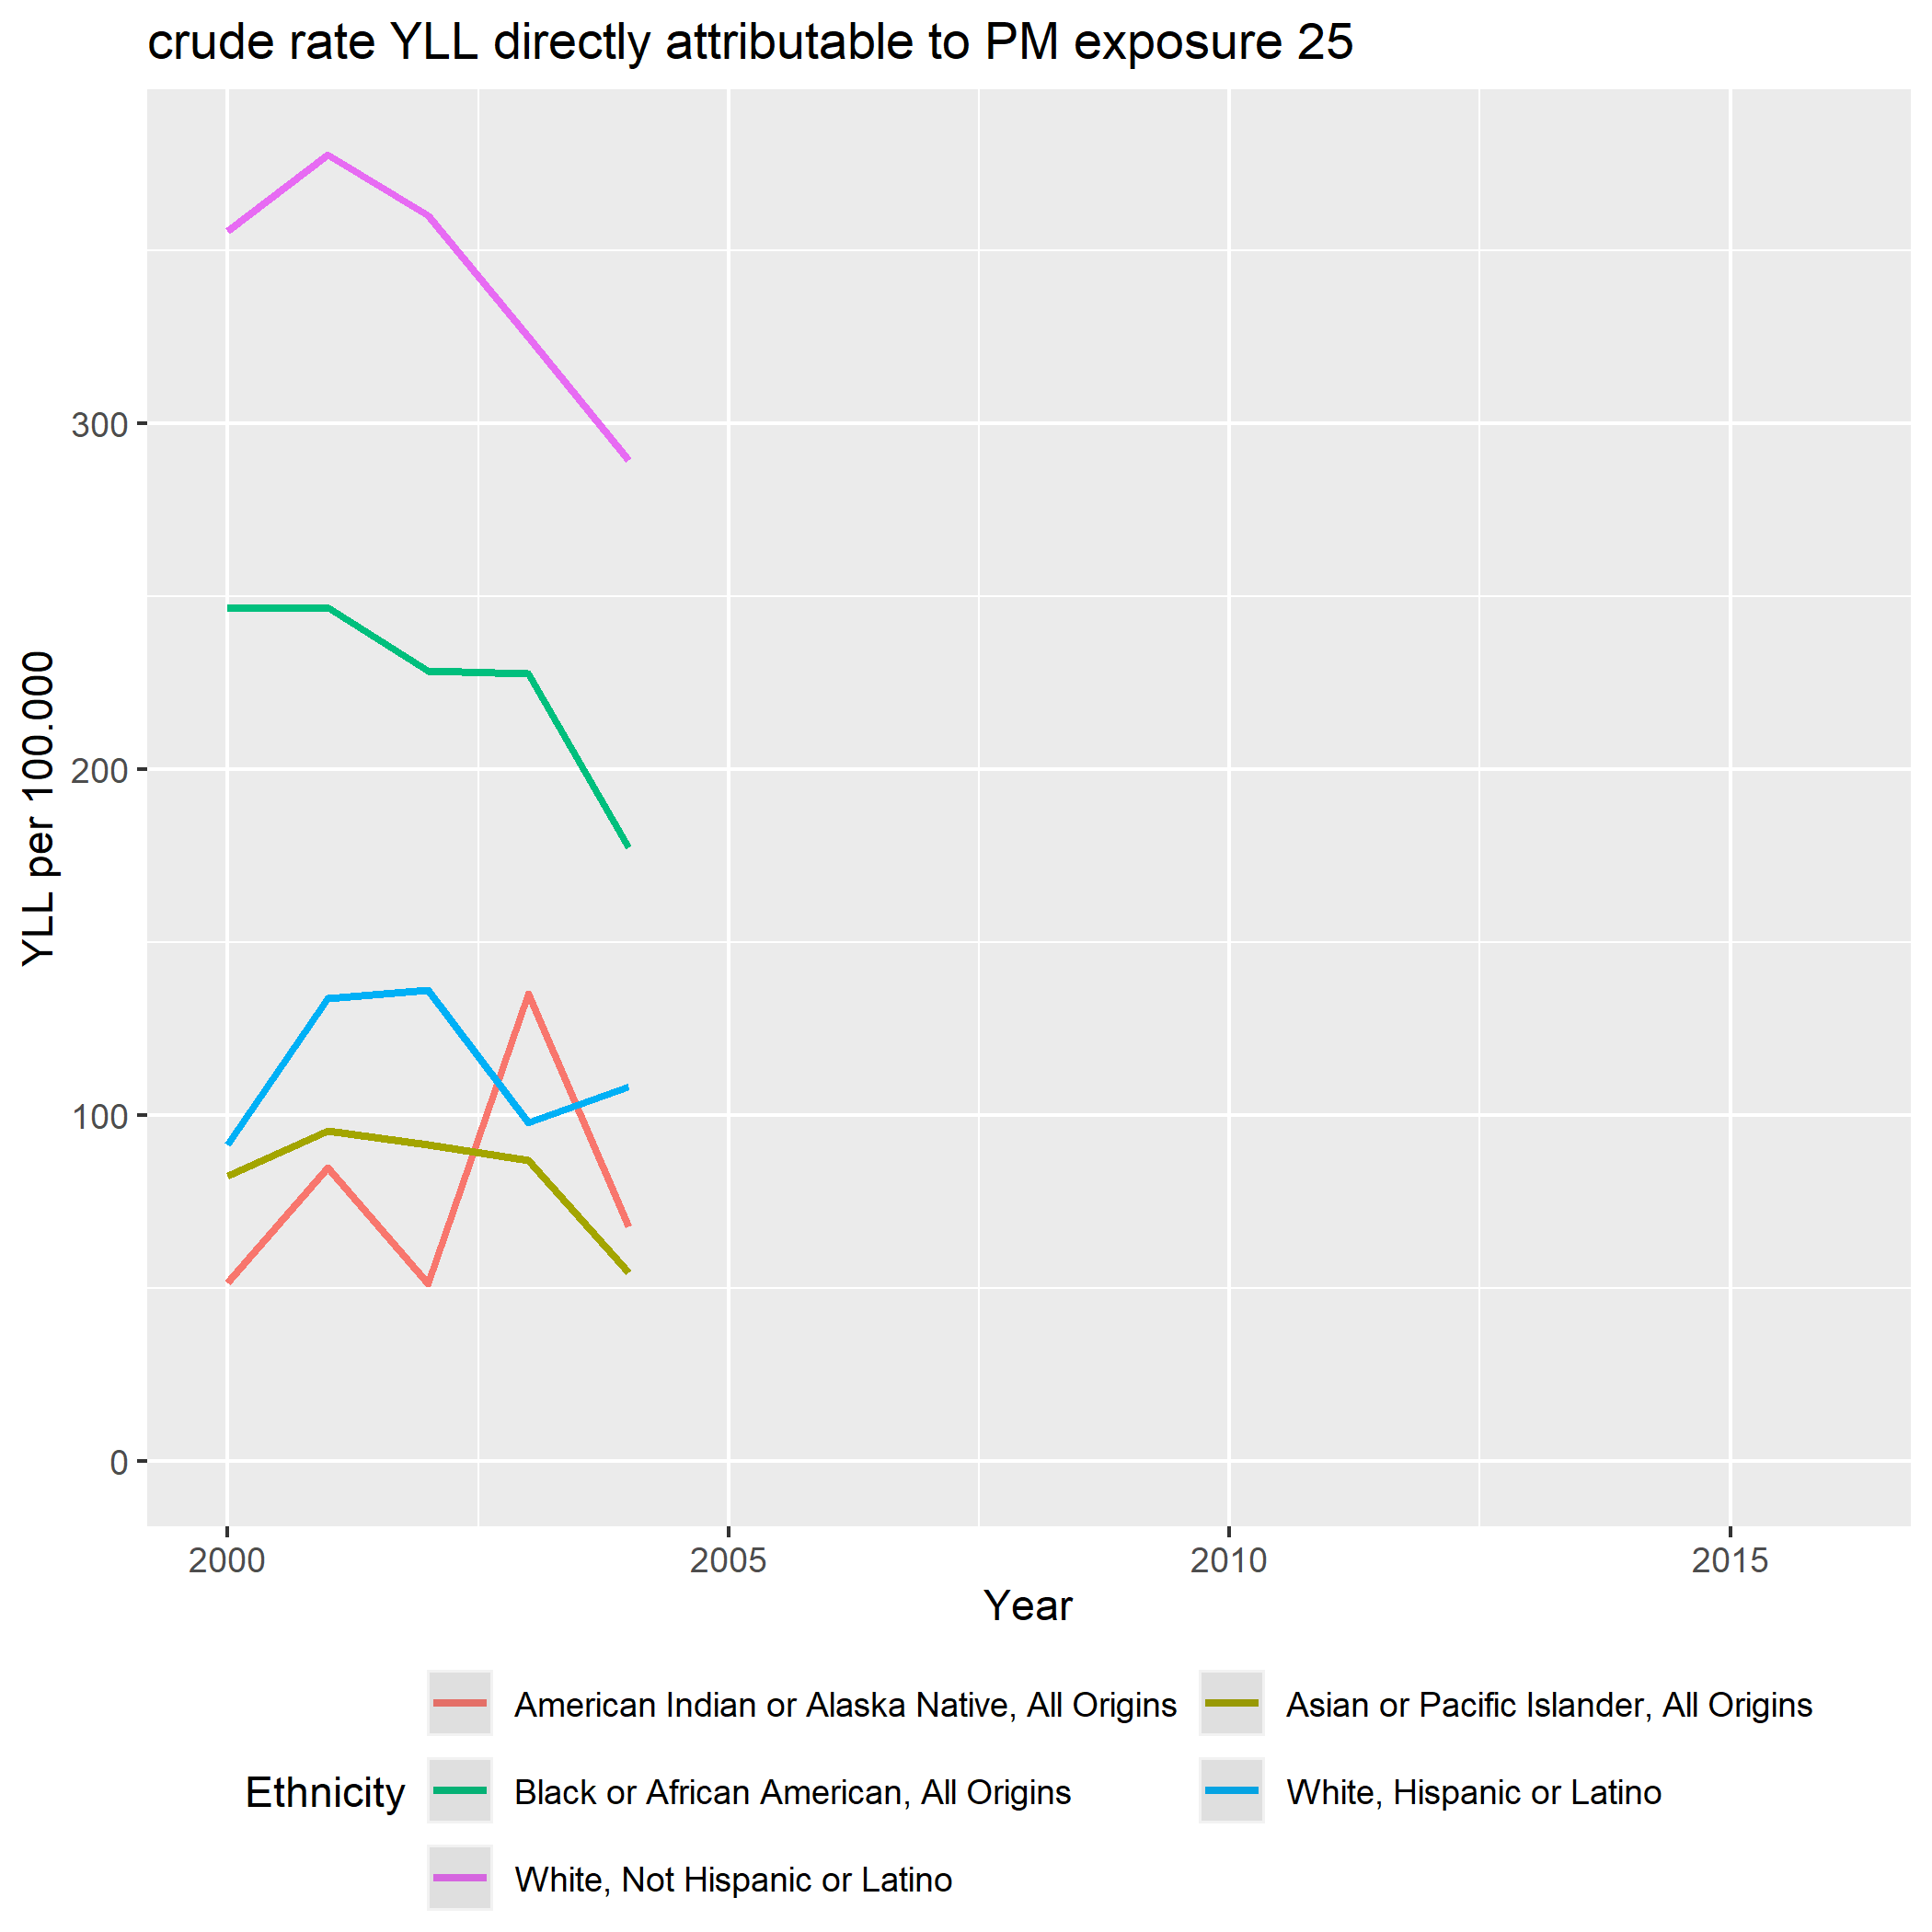 crude rate YLL directly attributable to PM exposure 25
YLL per 100.000
300
200
100
0
2000 2005 2010 2015
Year
Ethnicity
American Indian or Alaska Native, All Origins
Asian or Pacific Islander, All Origins
Black or African American, All Origins
White, Hispanic or Latino
White, Not Hispanic or Latino